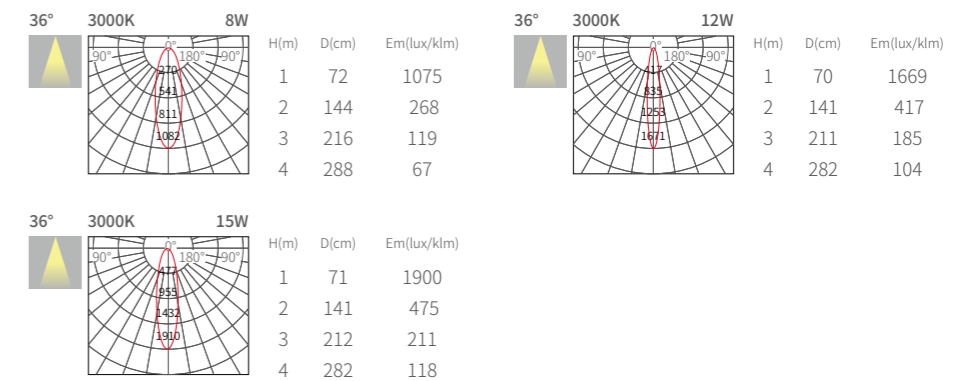 36° 3000K 8W
H(m) D(cm) Em(lux/klm)
0°
90° 180° 90°
270
541
811
1082
1 72 1075
2 144 268
3 216 119
4 288 67
36° 3000K 12W
H(m) D(cm) Em(lux/klm)
0°
90° 180° 90°
417
835
1253
1671
1 70 1669
2 141 417
3 211 185
4 282 104
36° 3000K 15W
H(m) D(cm) Em(lux/klm)
0°
90° 180° 90°
477
955
1432
1910
1 71 1900
2 141 475
3 212 211
4 282 118